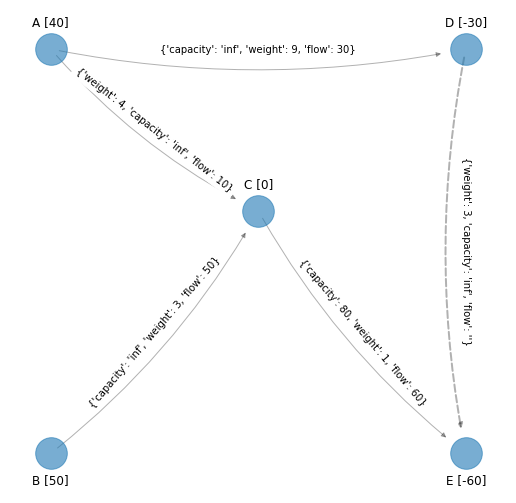 A [40]
D [-30]
{'capacity': 'inf', 'weight': 9, 'flow': 30}
{'weight': 4, 'capacity': 'inf', 'flow': 10}
C [0]
{'weight': 3, 'capacity': 'inf', 'flow': ''}
{'capacity': 'inf', 'weight': 3, 'flow': 50}
{'capacity': 80, 'weight': 1, 'flow': 60}
B [50]
E [-60]